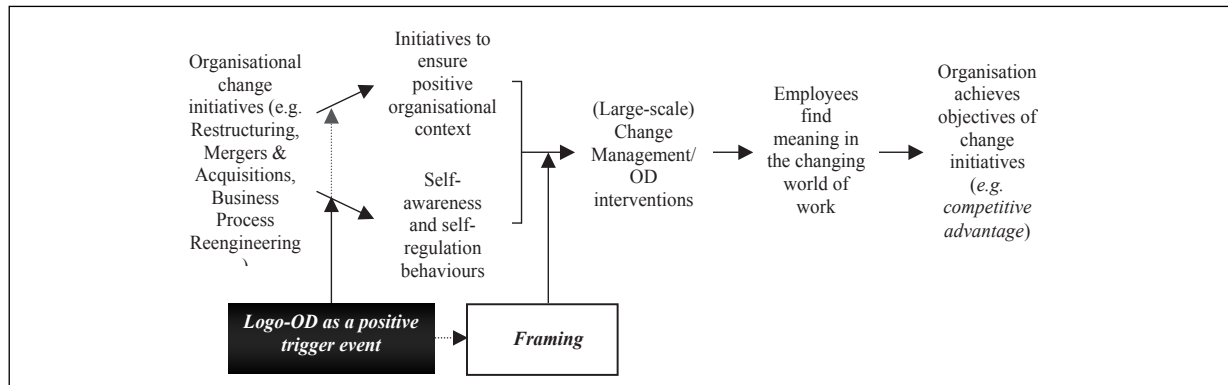 Organisational
change
initiatives (e.g.
Restructuring,
Mergers &
Acquisitions,
Business
Process
Reengineering
)
Initiatives to
ensure
positive
organisational
context
Self-
awareness
and self-
regulation
behaviours
(Large-scale)
Change
Management/
OD
interventions
Employees
find
meaning in
the changing
world of
work
Organisation
achieves
objectives of
change
initiatives
(e.g.
competitive
advantage)
Logo-OD as a positive
trigger event
Framing